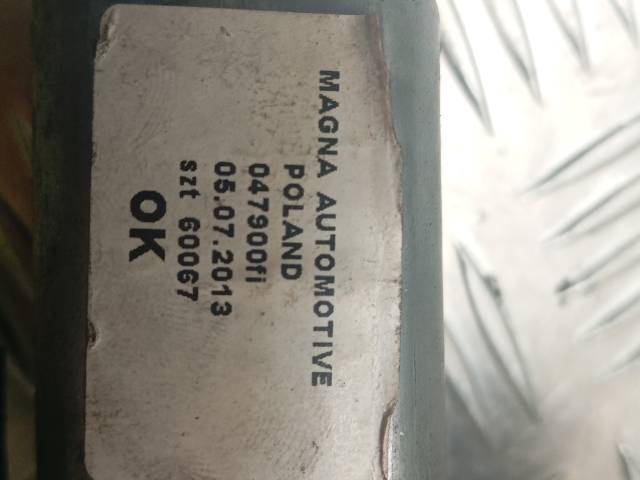 MAGNA AUTOMOTIVE
POLAND
047900fi
05.07.2013
szt 60067
OK